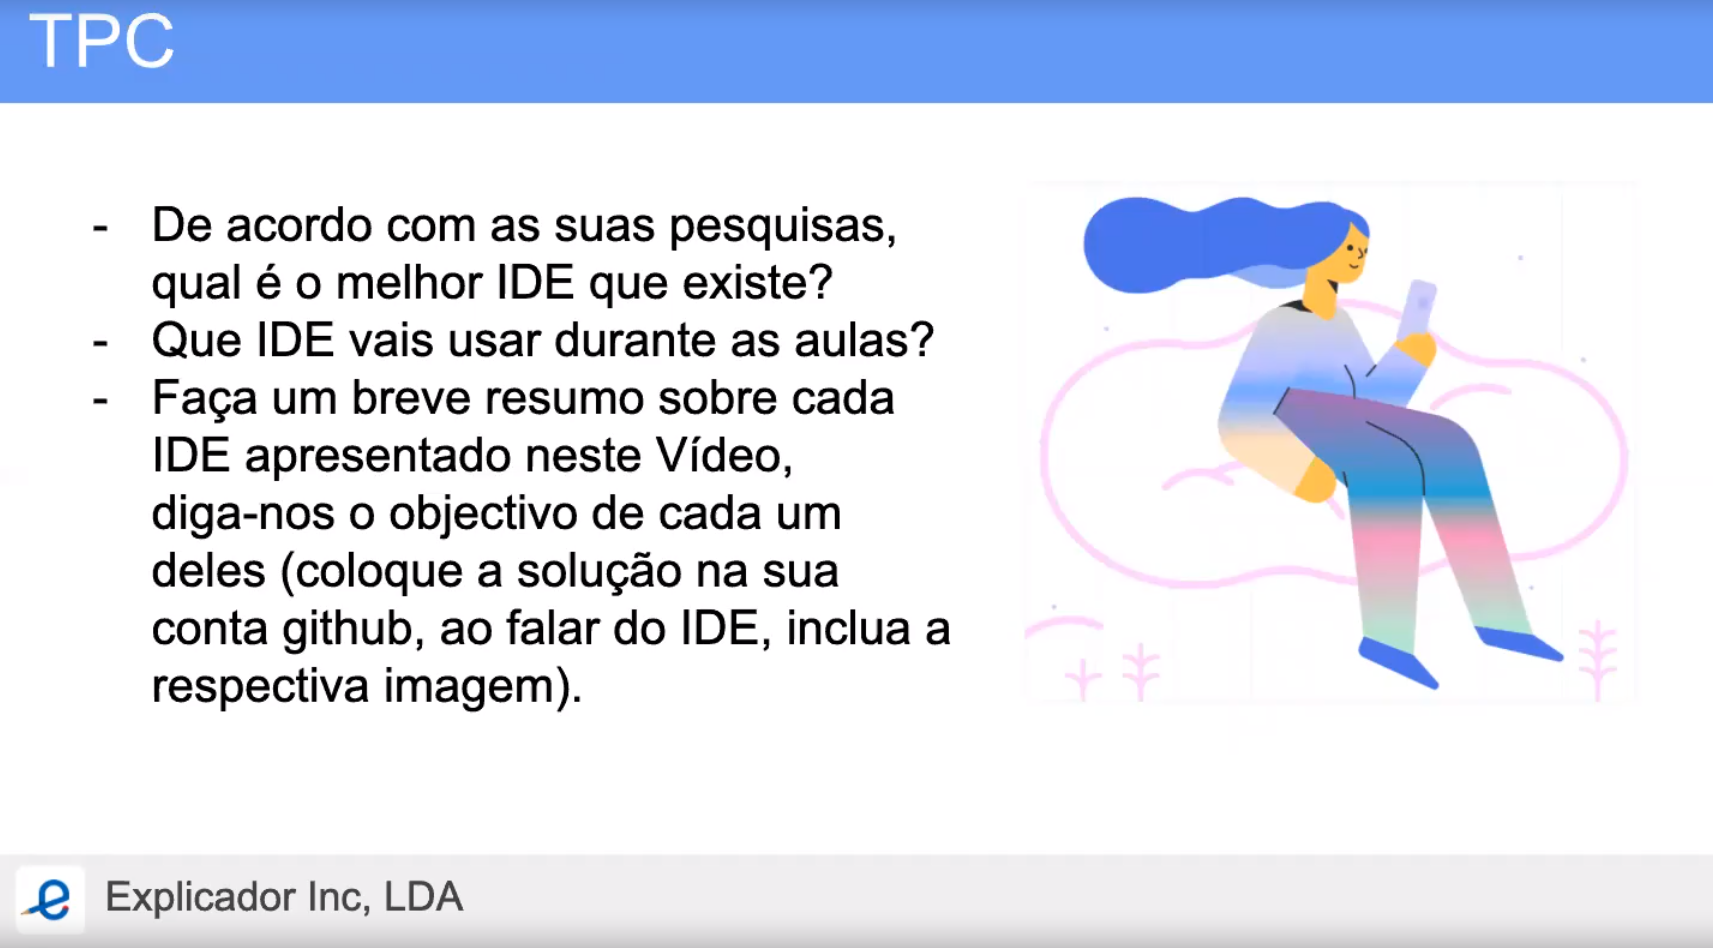 TPC
- De acordo com as suas pesquisas,
qual é o melhor IDE que existe?
- Que IDE vais usar durante as aulas?
- Faça um breve resumo sobre cada
IDE apresentado neste Vídeo,
diga-nos o objectivo de cada um
deles (coloque a solução na sua
conta github, ao falar do IDE, inclua a
respectiva imagem).
Explicador Inc, LDA